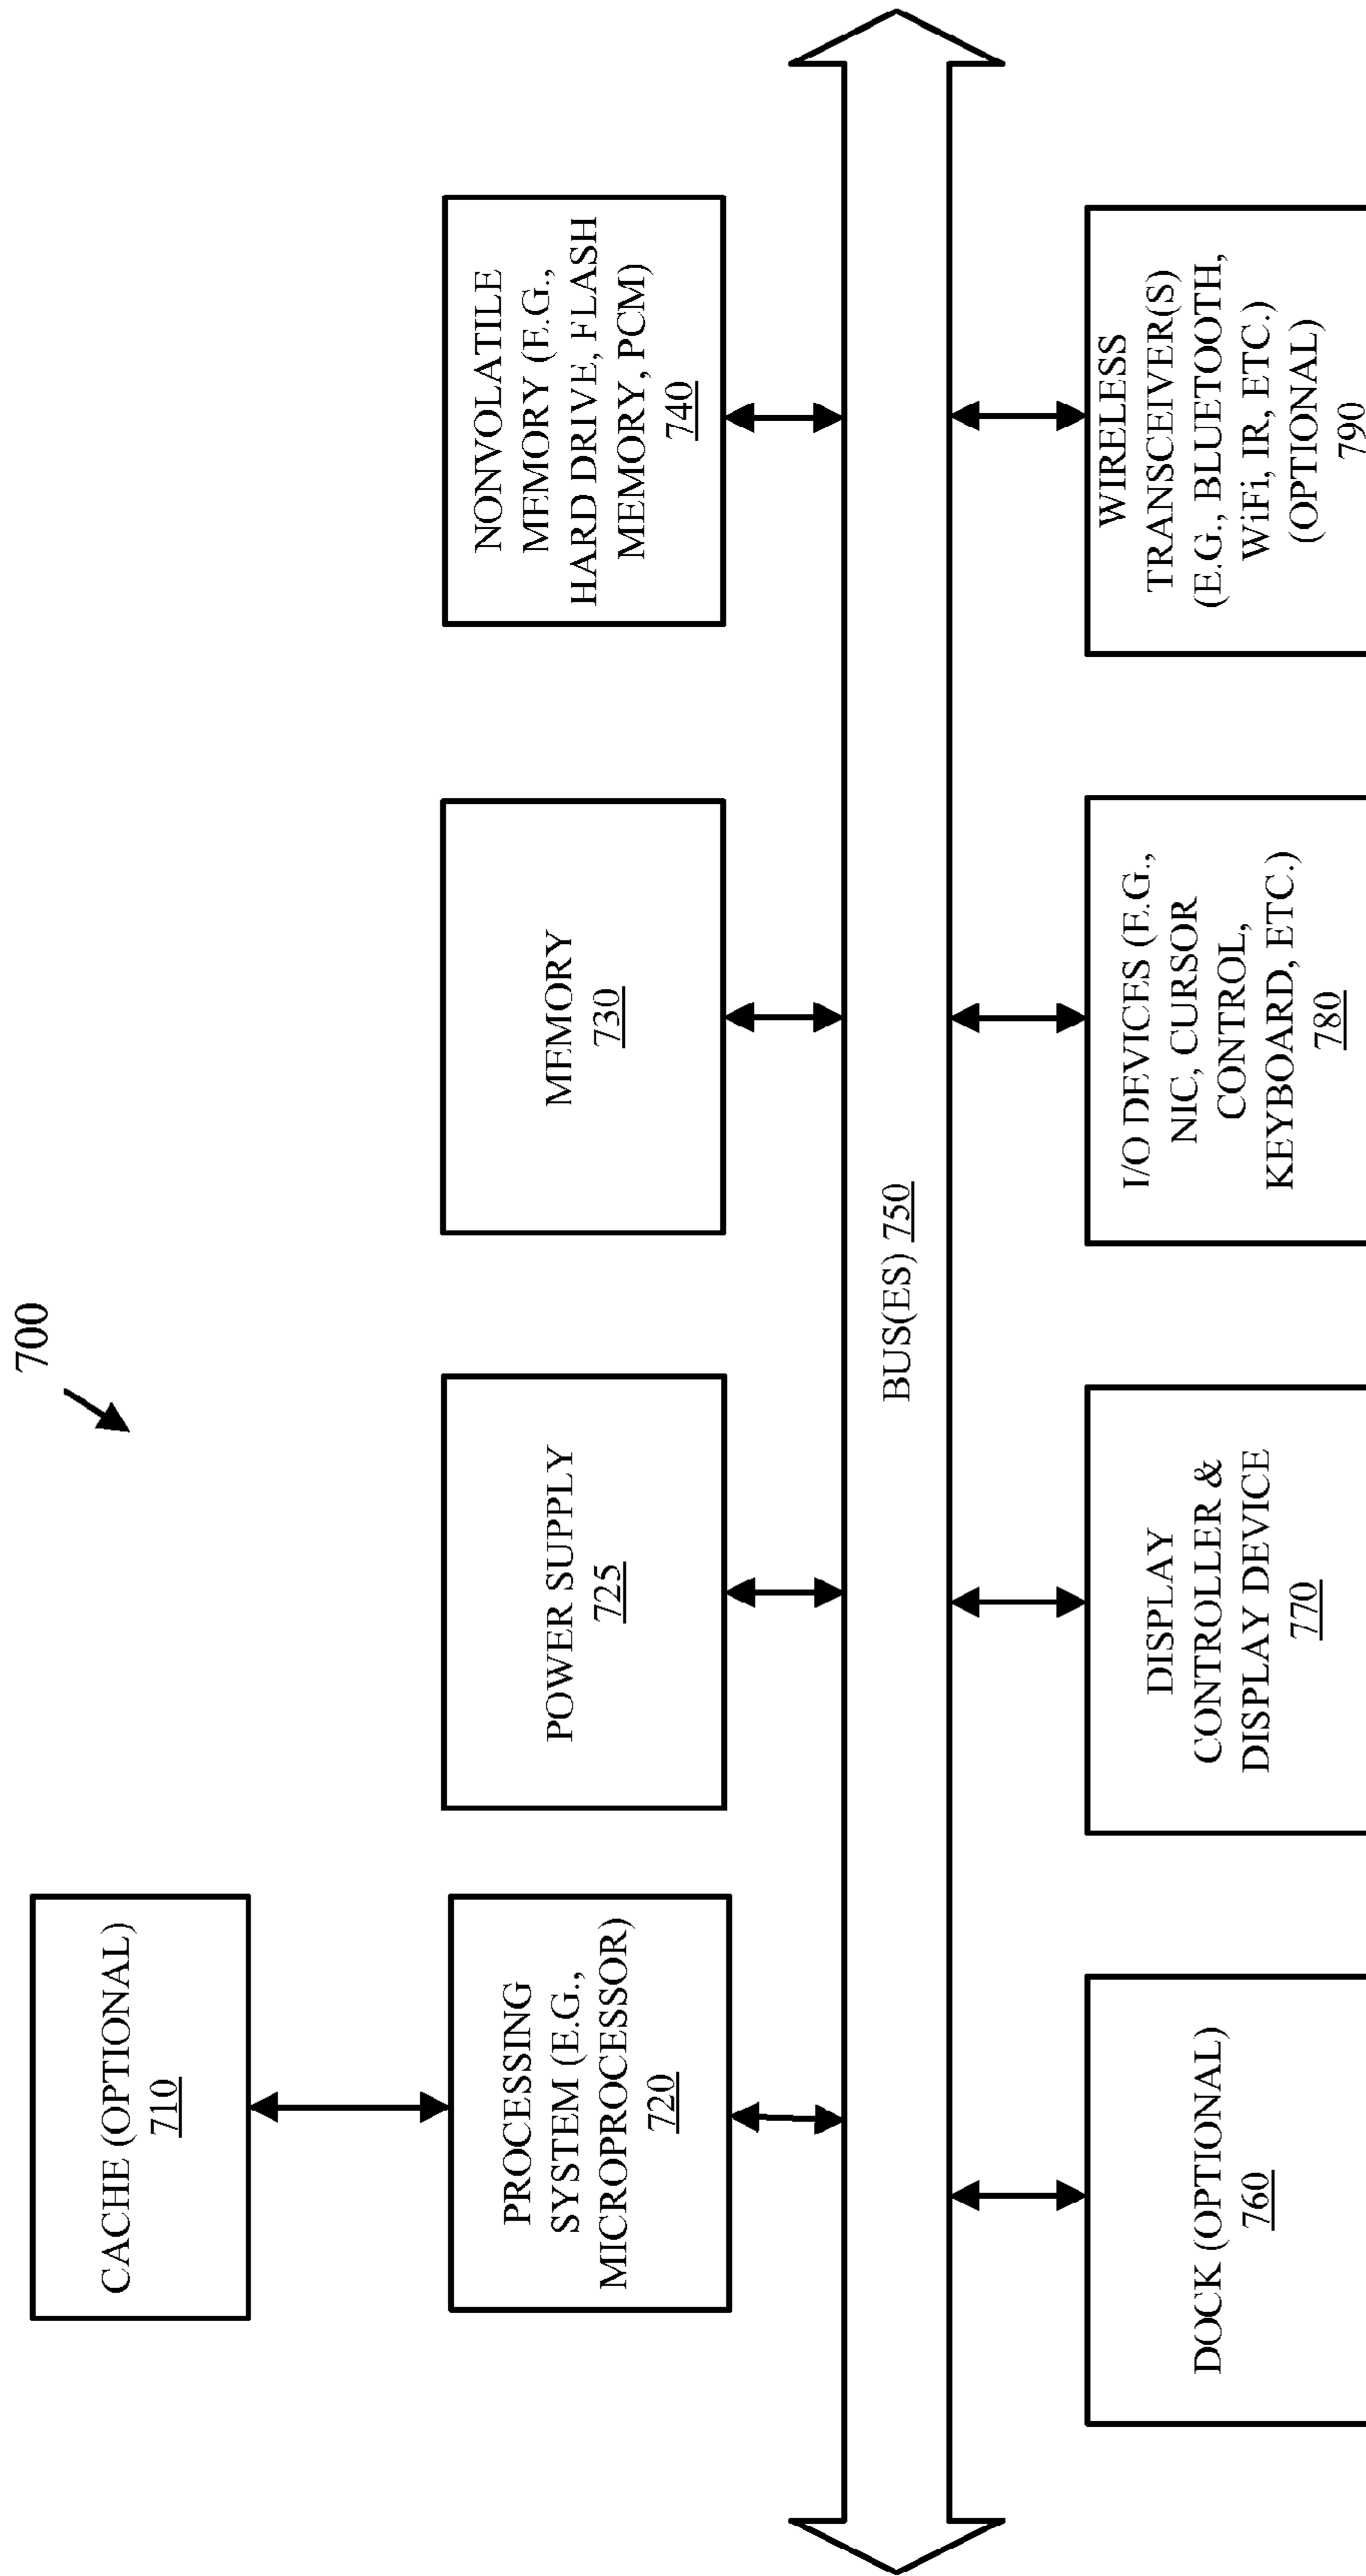 700
CACHE (OPTIONAL)
710
PROCESSING
SYSTEM (E.G.,
MICROPROCESSOR)
720
POWER SUPPLY
725
MEMORY
730
NONVOLATILE
MEMORY (E.G.,
HARD DRIVE, FLASH
MEMORY, PCM)
740
BUS(ES) 750
DOCK (OPTIONAL)
760
DISPLAY
CONTROLLER &
DISPLAY DEVICE
770
I/O DEVICES (E.G.,
NIC, CURSOR
CONTROL,
KEYBOARD, ETC.)
780
WIRELESS
TRANSCEIVER(S)
(E.G., BLUETOOTH,
WiFi, IR, ETC.)
(OPTIONAL)
790